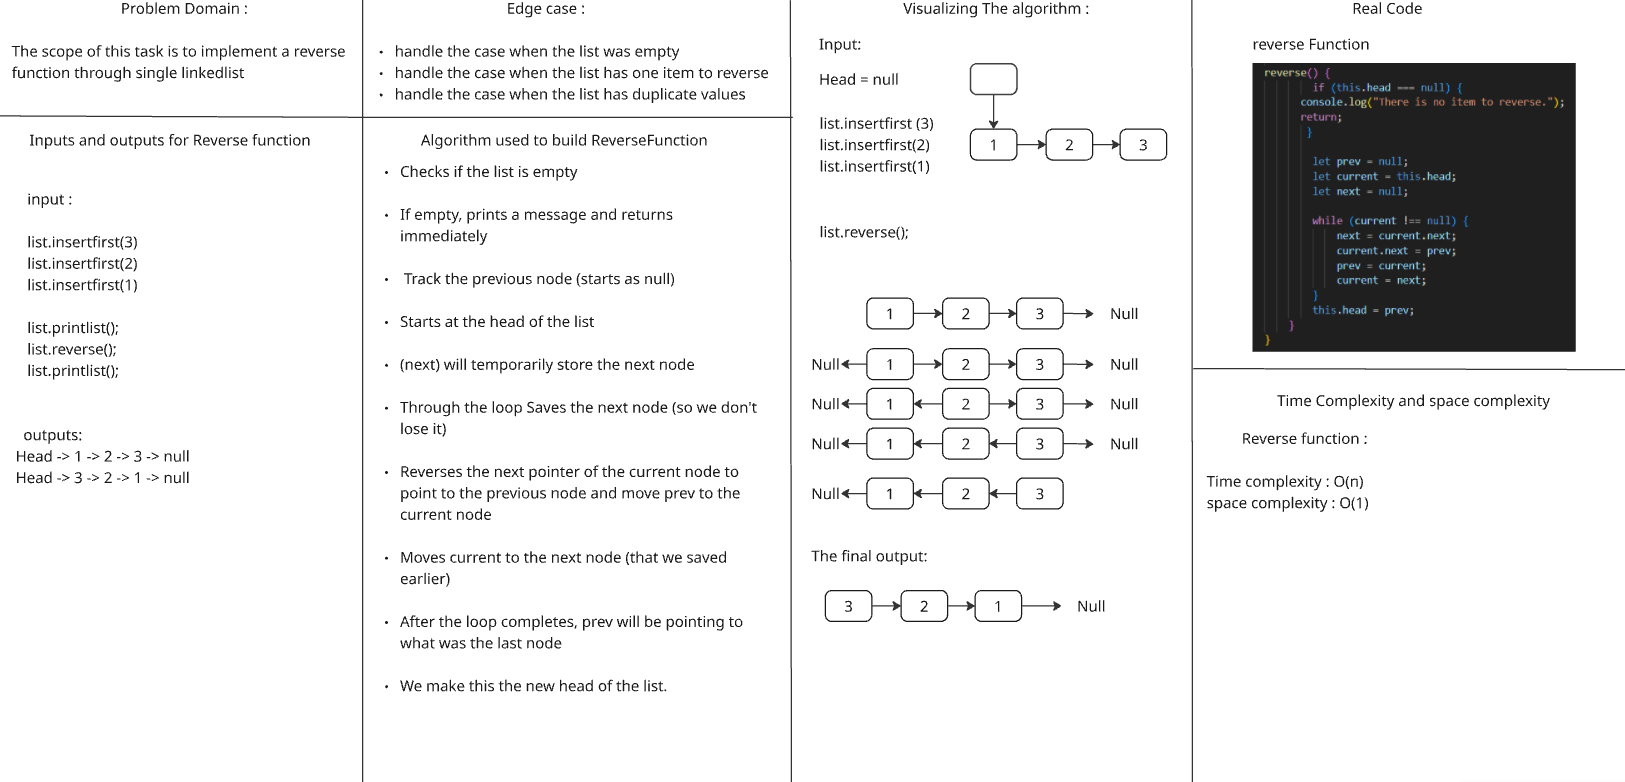 Problem Domain :
The scope of this task is to implement a reverse
function through single linkedlist
Edge case :
• handle the case when the list was empty
• handle the case when the list has one item to reverse
• handle the case when the list has duplicate values
Inputs and outputs for Reverse function
input :
list.insertfirst(3)
list.insertfirst(2)
list.insertfirst(1)
list.printlist();
list.reverse();
list.printlist();
outputs:
Head -> 1 -> 2 -> 3 -> null
Head -> 3 -> 2 -> 1 -> null
Algorithm used to build ReverseFunction
• Checks if the list is empty
• If empty, prints a message and returns
immediately
• Track the previous node (starts as null)
• Starts at the head of the list
• (next) will temporarily store the next node
• Through the loop Saves the next node (so we don't
lose it)
• Reverses the next pointer of the current node to
point to the previous node and move prev to the
current node
• Moves current to the next node (that we saved
earlier)
• After the loop completes, prev will be pointing to
what was the last node
• We make this the new head of the list.
Visualizing The algorithm :
Input:
Head = null
list.insertfirst (3)
list.insertfirst(2)
list.insertfirst(1)
1 2 3
list.reverse();
1 2 3 Null
Null 1 2 3 Null
Null 1 2 3 Null
Null 1 2 3 Null
Null 1 2 3
The final output:
3 2 1 Null
Real Code
reverse Function
reverse() {
if (this.head === null) {
console.log("There is no item to reverse.");
return;
}
let prev = null;
let current = this.head;
let next = null;
while (current !== null) {
next = current.next;
current.next = prev;
prev = current;
current = next;
}
this.head = prev;
}
}
Time Complexity and space complexity
Reverse function :
Time complexity : O(n)
space complexity : O(1)